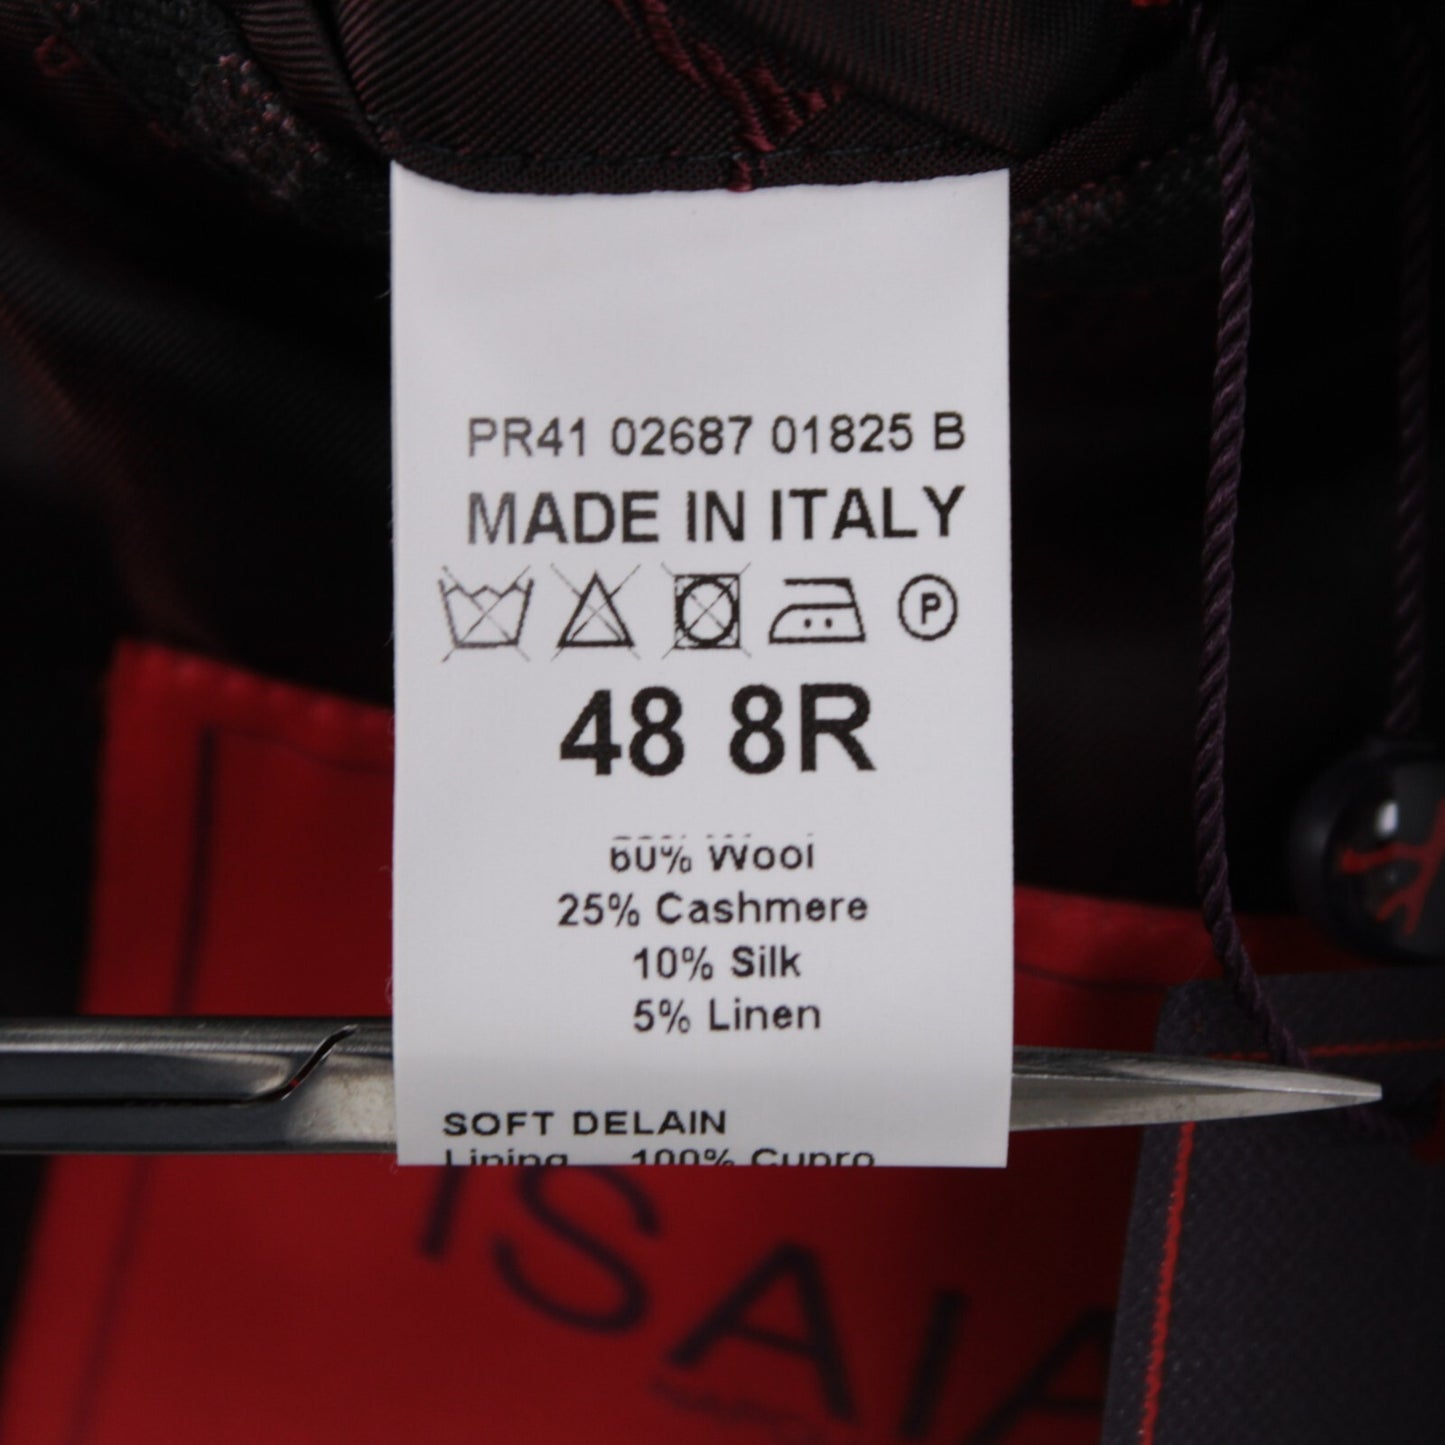 PR41 02687 01825 B
MADE IN ITALY
P
48 8R
60% Wool
25% Cashmere
10% Silk
5% Linen
SOFT DELAIN
Lining 100% Cupro
ISAIA